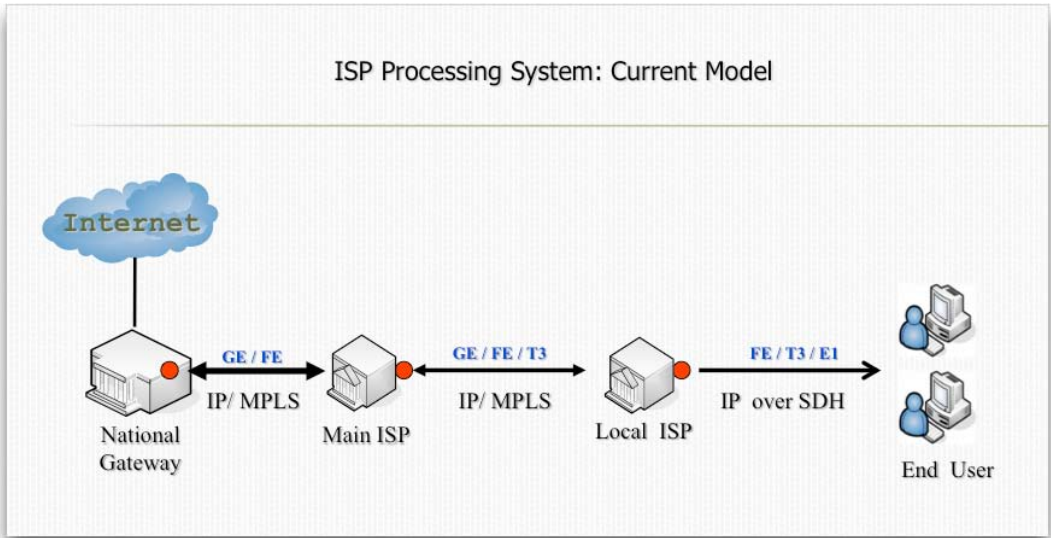 ISP Processing System: Current Model
Internet
GE / FE
IP/ MPLS
GE / FE / T3
IP/ MPLS
FE / T3 / E1
IP over SDH
National
Gateway
Main ISP
Local ISP
End User